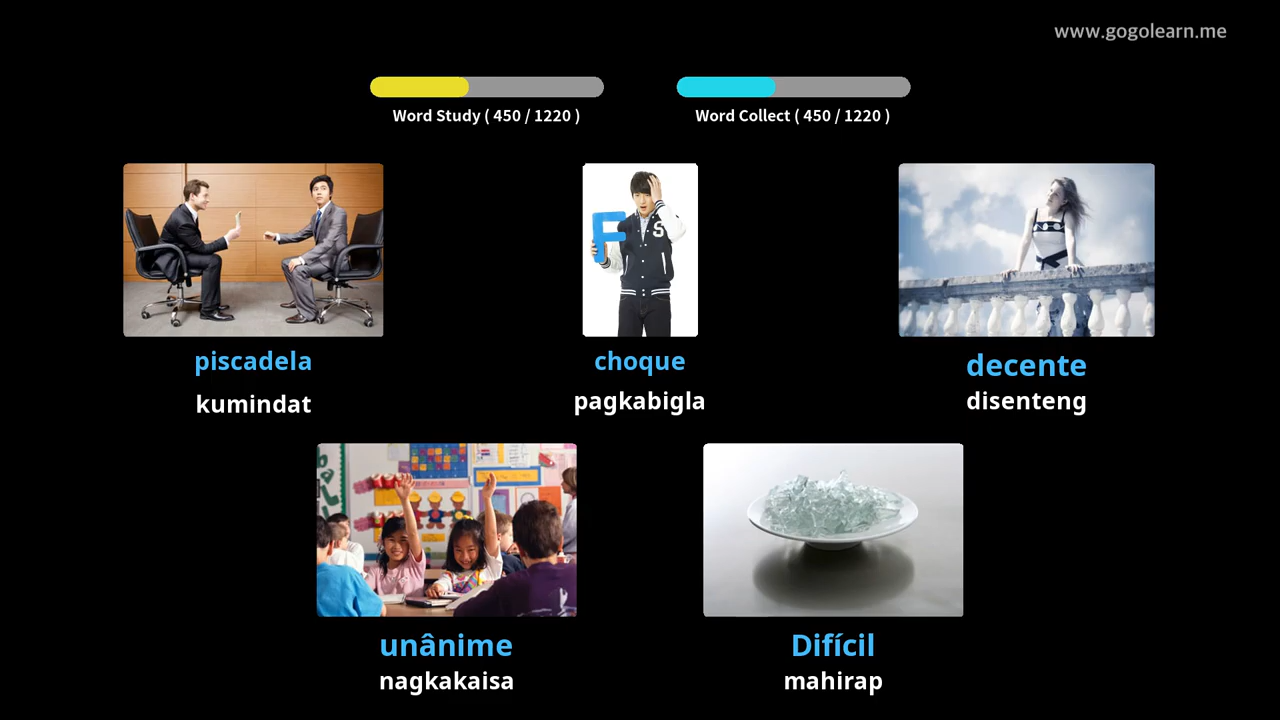 www.gogolearn.me
Word Study ( 450 / 1220 )
Word Collect ( 450 / 1220 )
F
S
piscadela
kumindat
choque
pagkabigla
decente
disenteng
unânime
nagkakaisa
Difícil
mahirap